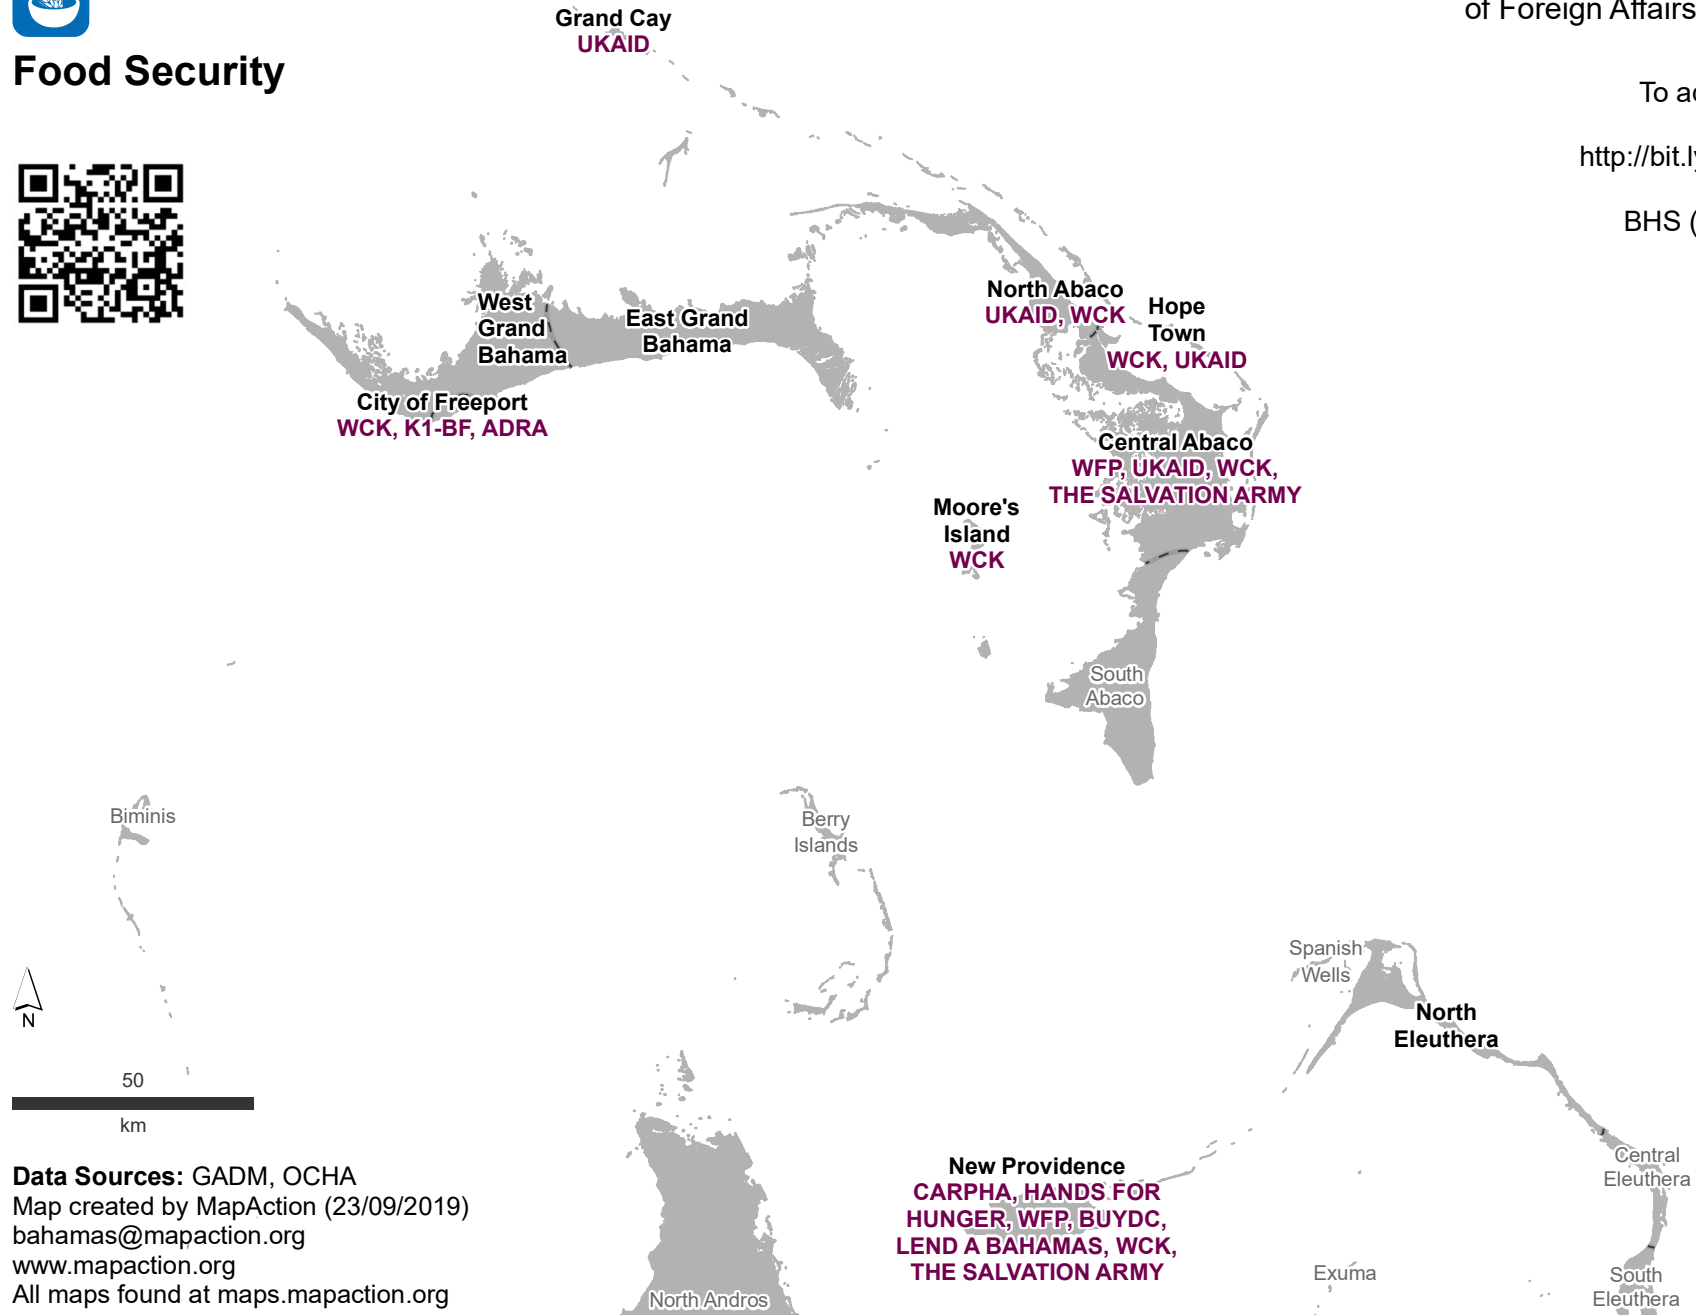 of Foreign Affairs
Grand Cay
UKAID
Food Security
To
http://bit.ly
BHS (
North Abaco
UKAID, WCK
Hope
Town
WCK, UKAID
West
Grand
Bahama
East Grand
Bahama
City of Freeport
WCK, K1-BF, ADRA
Central Abaco
WFP, UKAID, WCK,
THE SALVATION ARMY
Moore's
Island
WCK
South
Abaco
Biminis
Berry
Islands
Spanish
Wells
North
Eleuthera
N
50
km
Central
Eleuthera
New Providence
CARPHA, HANDS FOR
HUNGER, WFP, BUYDC,
LEND A BAHAMAS, WCK,
THE SALVATION ARMY
Exuma
South
Eleuthera
North Andros
Data Sources: GADM, OCHA
Map created by MapAction (23/09/2019)
bahamas@mapaction.org
www.mapaction.org
All maps found at maps.mapaction.org